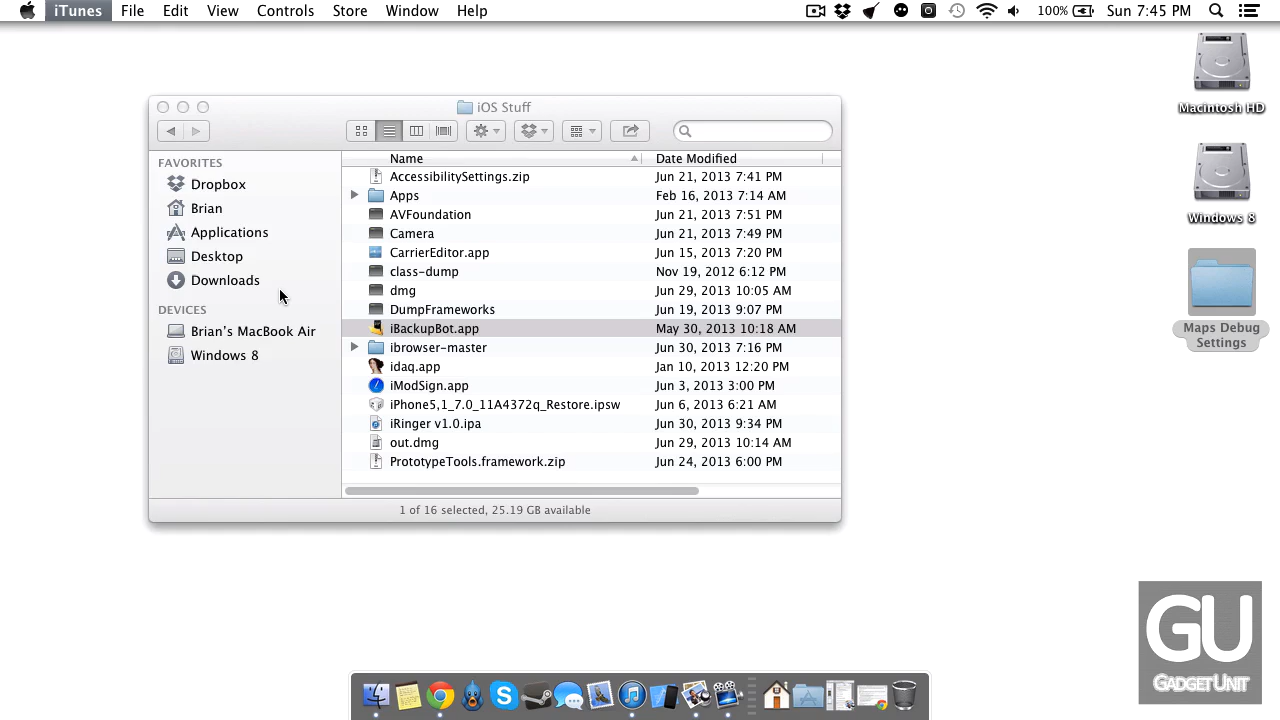 iTunes File Edit View Controls Store Window Help 100% Sun 7:45 PM
Macintosh HD
Windows 8
Maps Debug
Settings
iOS Stuff
FAVORITES
Dropbox
Brian
Applications
Desktop
Downloads
DEVICES
Brian's MacBook Air
Windows 8
Name Date Modified
AccessibilitySettings.zip Jun 21, 2013 7:41 PM
Apps Feb 16, 2013 7:14 AM
AVFoundation Jun 21, 2013 7:51 PM
Camera Jun 21, 2013 7:49 PM
CarrierEditor.app Jun 15, 2013 7:20 PM
class-dump Nov 19, 2012 6:12 PM
dmg Jun 29, 2013 10:05 AM
DumpFrameworks Jun 19, 2013 9:07 PM
iBackupBot.app May 30, 2013 10:18 AM
ibrowser-master Jun 30, 2013 7:16 PM
idaq.app Jan 10, 2013 12:20 PM
iModSign.app Jun 3, 2013 3:00 PM
iPhone5,1_7.0_11A4372q_Restore.ipsw Jun 6, 2013 6:21 AM
iRinger v1.0.ipa Jun 30, 2013 9:34 PM
out.dmg Jun 29, 2013 10:14 AM
PrototypeTools.framework.zip Jun 24, 2013 6:00 PM
1 of 16 selected, 25.19 GB available
GU
GADGETUNIT